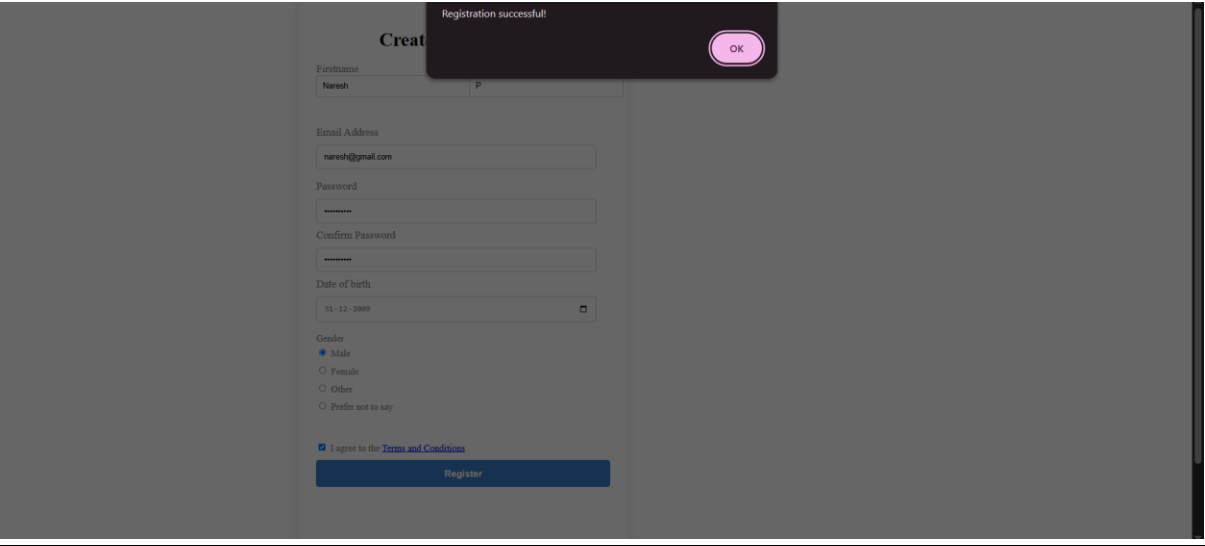 Registration successful!
OK
Creat
Firstname
Naresh P
Email Address
naresh@gmail.com
Password
••••••••••
Confirm Password
••••••••••
Date of birth
31-12-2009
Gender
Male
Female
Other
Prefer not to say
I agree to the Terms and Conditions
Register